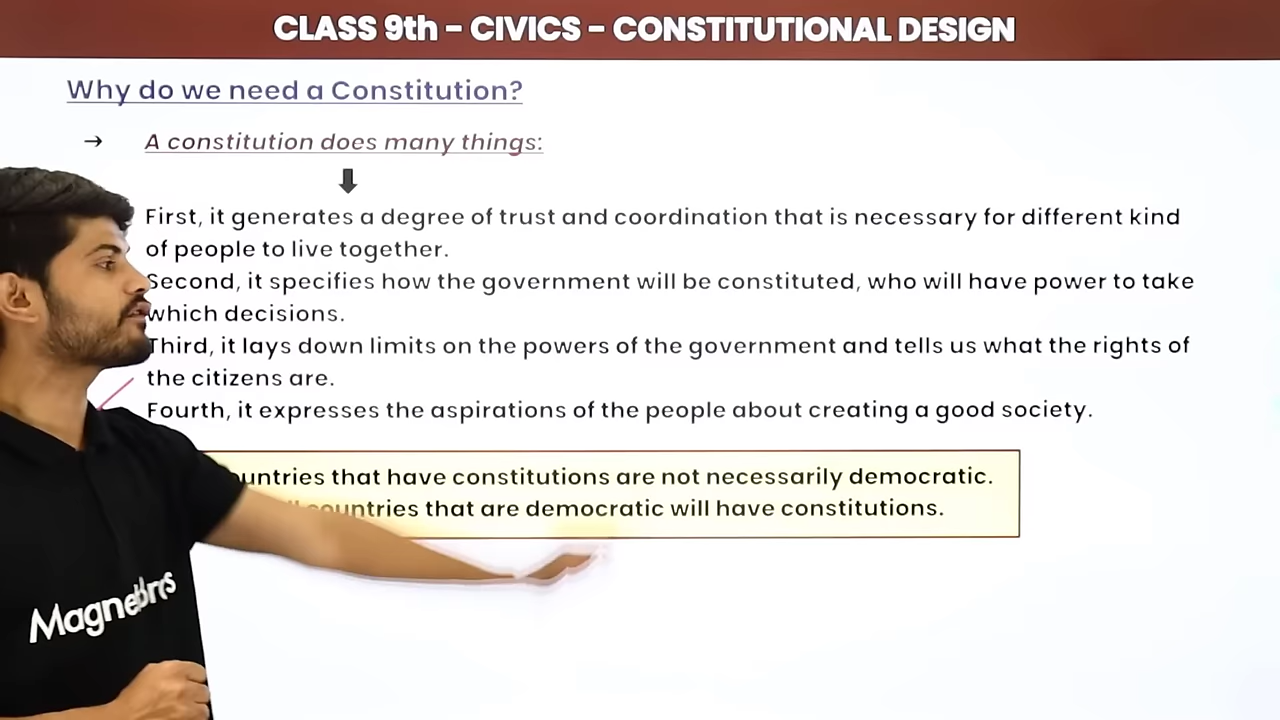 CLASS 9th – CIVICS – CONSTITUTIONAL DESIGN
Why do we need a Constitution?
→ A constitution does many things:
First, it generates a degree of trust and coordination that is necessary for different kind
of people to live together.
Second, it specifies how the government will be constituted, who will have power to take
which decisions.
Third, it lays down limits on the powers of the government and tells us what the rights of
the citizens are.
Fourth, it expresses the aspirations of the people about creating a good society.
that have constitutions are not necessarily democratic.
countries that are democratic will have constitutions.